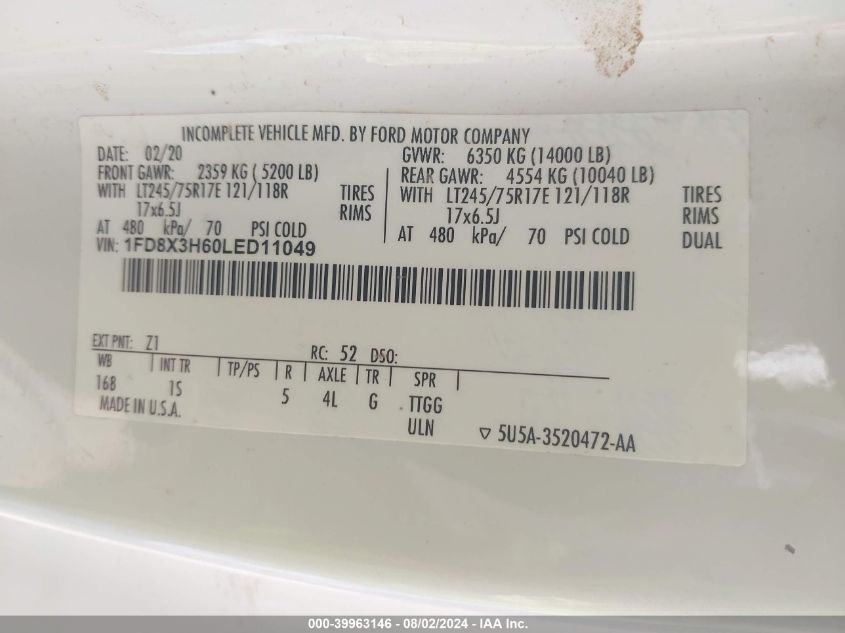 INCOMPLETE VEHICLE MFD. BY FORD MOTOR COMPANY
DATE: 02/20 GVWR: 6350 KG (14000 LB)
FRONT GAWR: 2359 KG ( 5200 LB) REAR GAWR: 4554 KG (10040 LB)
WITH LT245/75R17E 121/118R TIRES WITH LT245/75R17E 121/118R TIRES
17x6.5J RIMS 17x6.5J RIMS
AT 480 kPa/ 70 PSI COLD AT 480 kPa/ 70 PSI COLD DUAL
VIN: 1FD8X3H60LED11049
EXT PNT: Z1 RC: 52 DSO:
WB INT TR TP/PS R AXLE TR SPR
168 1S 5 4L G TTGG
MADE IN U.S.A. ULN ▽ 5U5A-3520472-AA
000-39963146 - 08/02/2024 - IAA Inc.